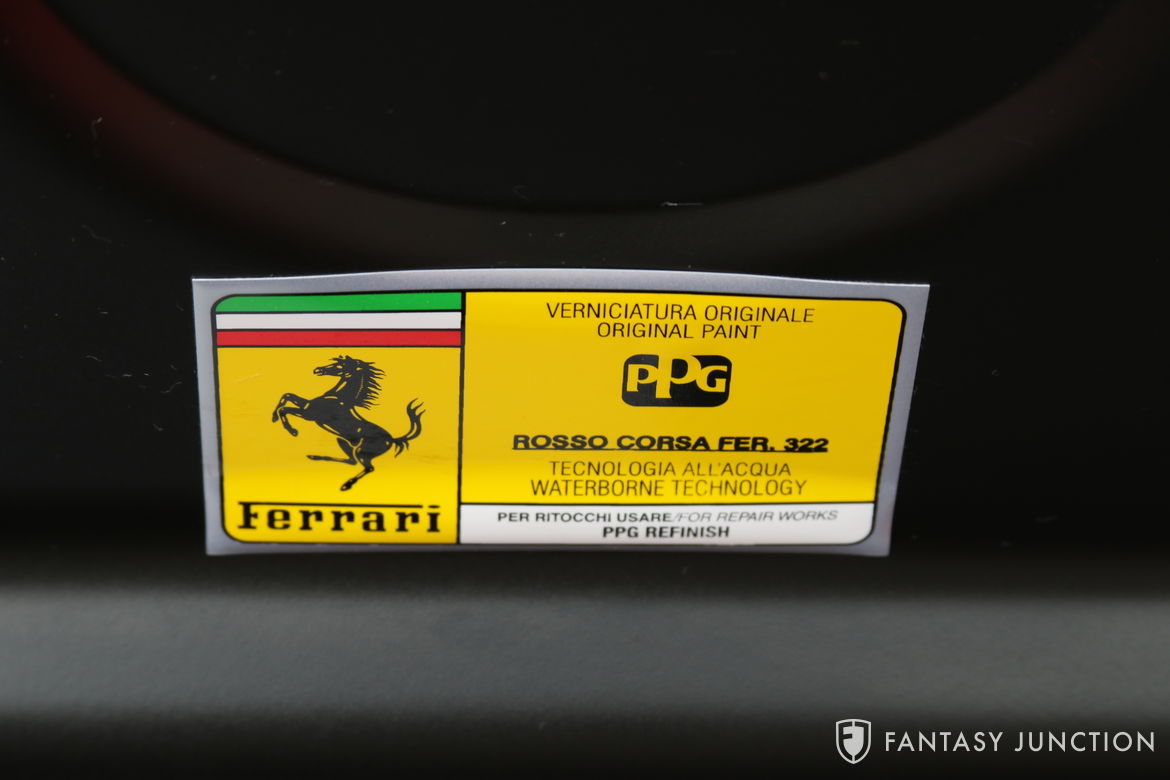 VERNICIATURA ORIGINALE
ORIGINAL PAINT
PPG
ROSSO CORSA FER. 322
TECNOLOGIA ALL'ACQUA
WATERBORNE TECHNOLOGY
Ferrari
PER RITOCCHI USARE/FOR REPAIR WORKS
PPG REFINISH
FANTASY JUNCTION